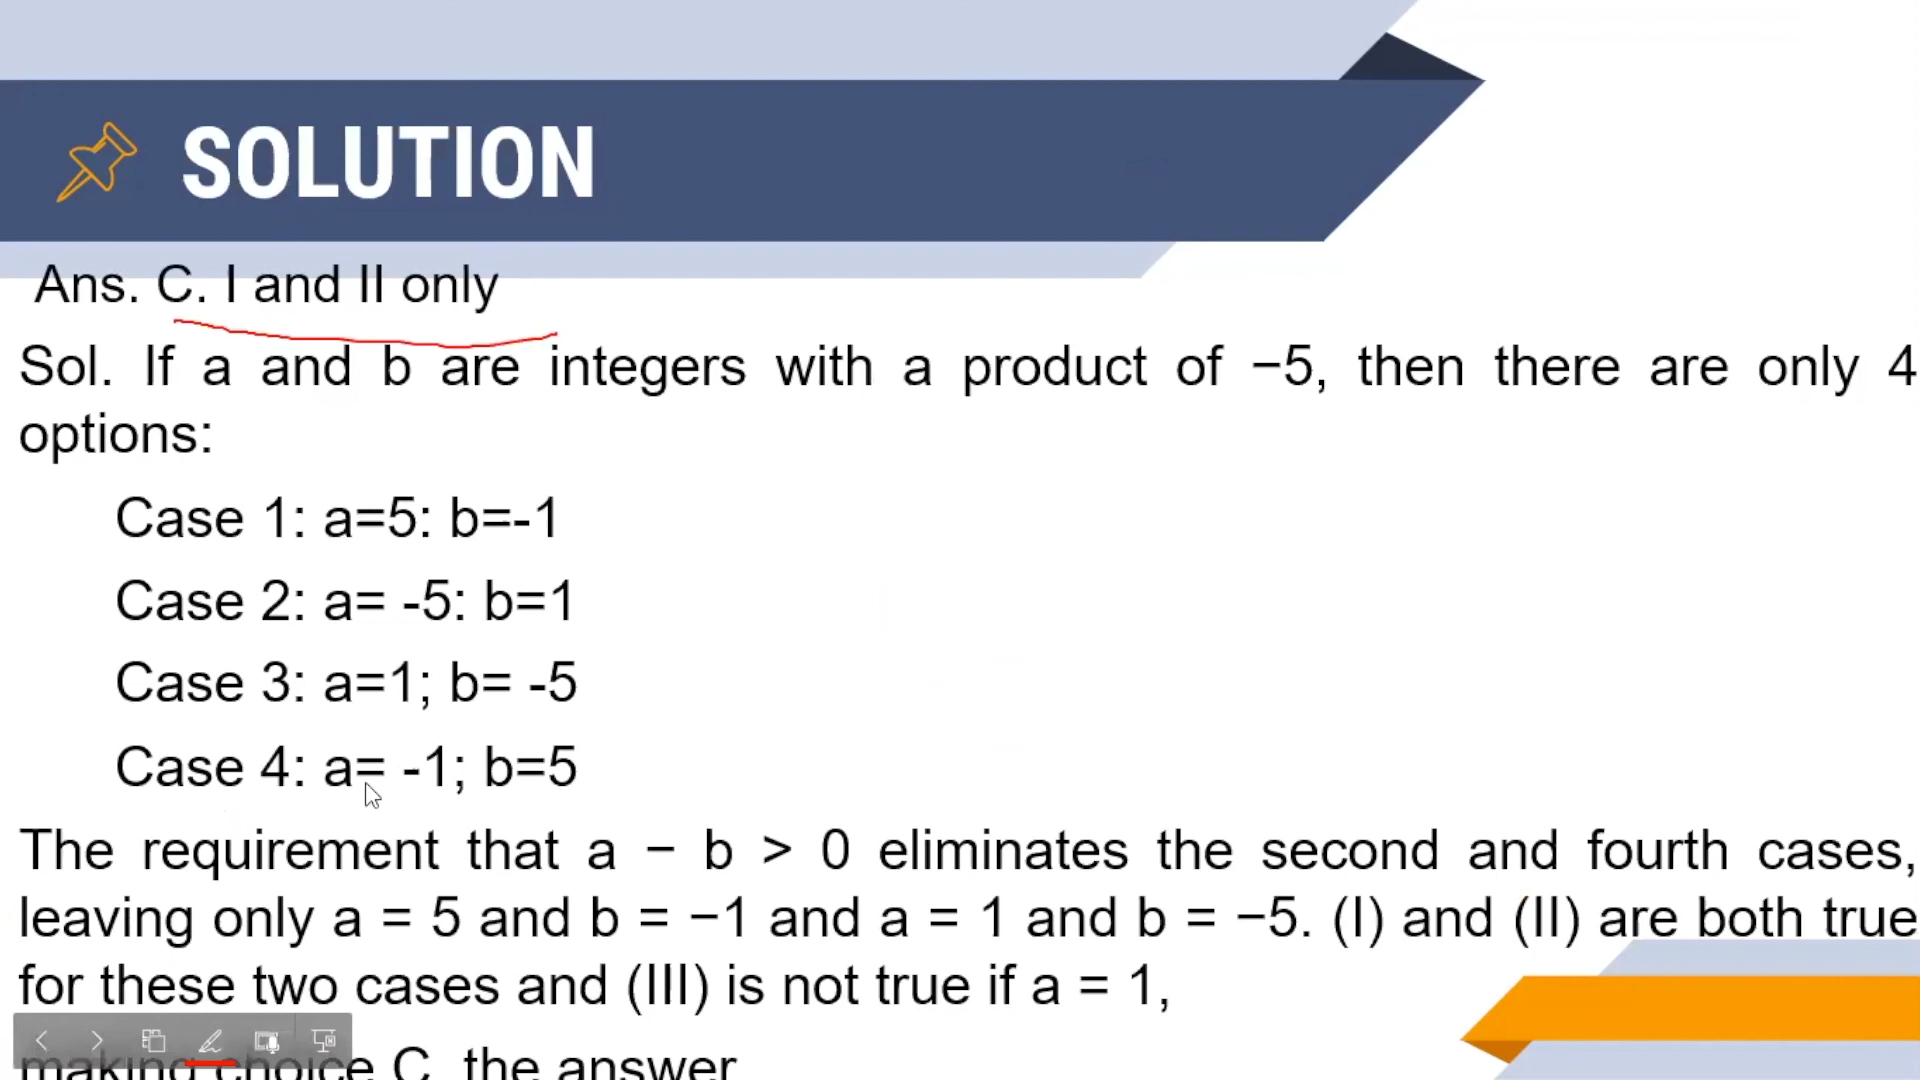 SOLUTION
Ans. C. I and II only
Sol. If a and b are integers with a product of −5, then there are only 4
options:
Case 1: a=5: b=-1
Case 2: a= -5: b=1
Case 3: a=1; b= -5
Case 4: a= -1; b=5
The requirement that a − b > 0 eliminates the second and fourth cases,
leaving only a = 5 and b = −1 and a = 1 and b = −5. (I) and (II) are both true
for these two cases and (III) is not true if a = 1,
making choice C the answer